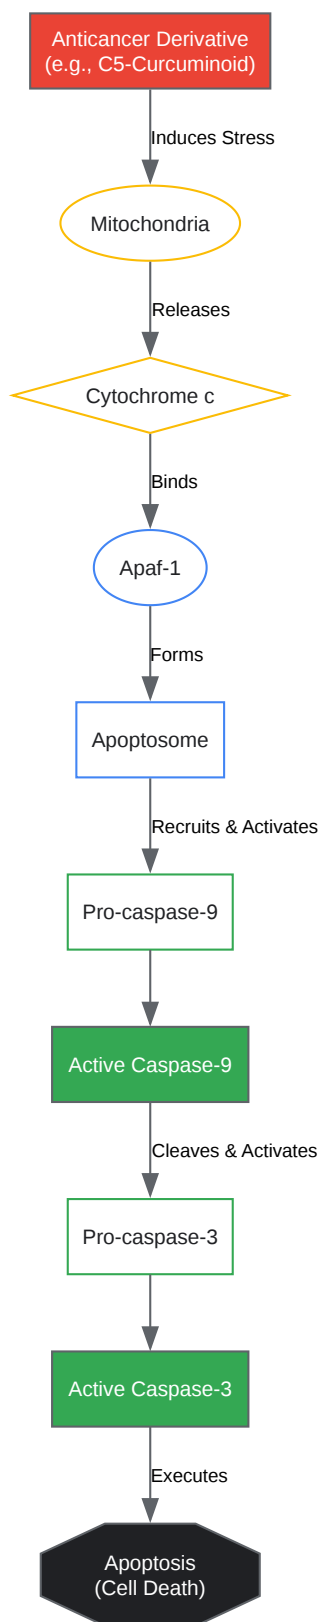 Anticancer Derivative
(e.g., C5-Curcuminoid)
Induces Stress
Mitochondria
Releases
Cytochrome c
Binds
Apaf-1
Forms
Apoptosome
Recruits & Activates
Pro-caspase-9
Active Caspase-9
Cleaves & Activates
Pro-caspase-3
Active Caspase-3
Executes
Apoptosis
(Cell Death)